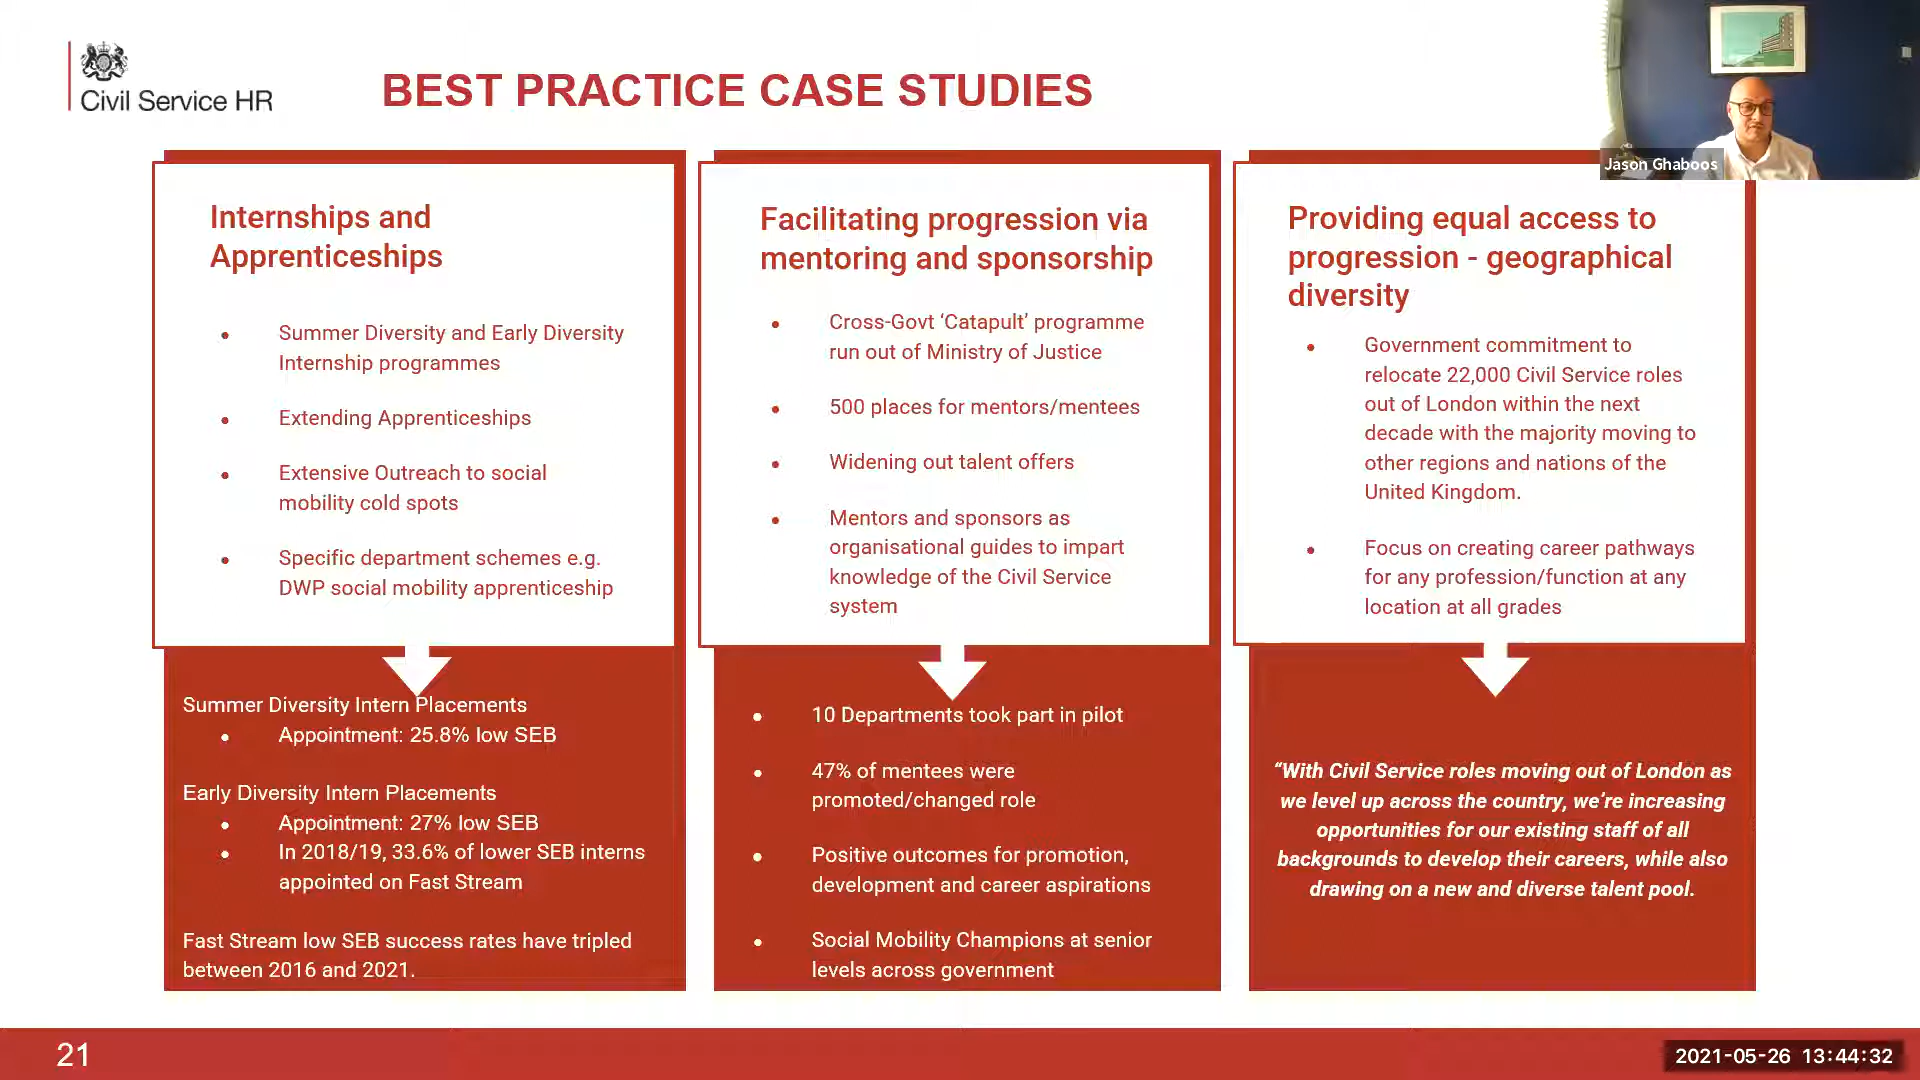 Civil Service HR
BEST PRACTICE CASE STUDIES
Jason Ghaboos
Internships and
Apprenticeships
Summer Diversity and Early Diversity
Internship programmes
Extending Apprenticeships
Extensive Outreach to social
mobility cold spots
Specific department schemes e.g.
DWP social mobility apprenticeship
Summer Diversity Intern Placements
Appointment: 25.8% low SEB
Early Diversity Intern Placements
Appointment: 27% low SEB
In 2018/19, 33.6% of lower SEB interns
appointed on Fast Stream
Fast Stream low SEB success rates have tripled
between 2016 and 2021.
Facilitating progression via
mentoring and sponsorship
Cross-Govt ‘Catapult’ programme
run out of Ministry of Justice
500 places for mentors/mentees
Widening out talent offers
Mentors and sponsors as
organisational guides to impart
knowledge of the Civil Service
system
10 Departments took part in pilot
47% of mentees were
promoted/changed role
Positive outcomes for promotion,
development and career aspirations
Social Mobility Champions at senior
levels across government
Providing equal access to
progression - geographical
diversity
Government commitment to
relocate 22,000 Civil Service roles
out of London within the next
decade with the majority moving to
other regions and nations of the
United Kingdom.
Focus on creating career pathways
for any profession/function at any
location at all grades
“With Civil Service roles moving out of London as
we level up across the country, we’re increasing
opportunities for our existing staff of all
backgrounds to develop their careers, while also
drawing on a new and diverse talent pool.
21
2021-05-26 13:44:32